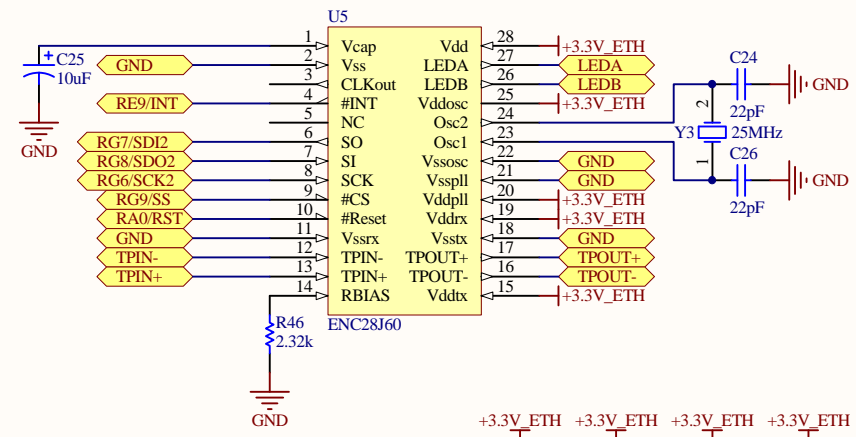 U5
1 Vcap Vdd 28 +3.3V_ETH
GND 2 Vss LEDA 27 LEDA
3 CLKout LEDB 26 LEDB
RE9/INT 4 #INT Vddosc 25 +3.3V_ETH
5 NC Osc2 24
RG7/SDI2 6 SO Osc1 23
RG8/SDO2 7 SI Vssosc 22 GND
RG6/SCK2 8 SCK Vsspll 21 GND
RG9/SS 9 #CS Vddpll 20 +3.3V_ETH
RA0/RST 10 #Reset Vddrx 19 +3.3V_ETH
GND 11 Vssrx Vsstx 18 GND
TPIN- 12 TPIN- TPOUT+ 17 TPOUT+
TPIN+ 13 TPIN+ TPOUT- 16 TPOUT-
14 RBIAS Vddtx 15 +3.3V_ETH
ENC28J60
+ C25
10uF
GND
R46
2.32k
GND
C24
22pF
GND
2
Y3 25MHz
1
C26
22pF
GND
+3.3V_ETH +3.3V_ETH +3.3V_ETH +3.3V_ETH